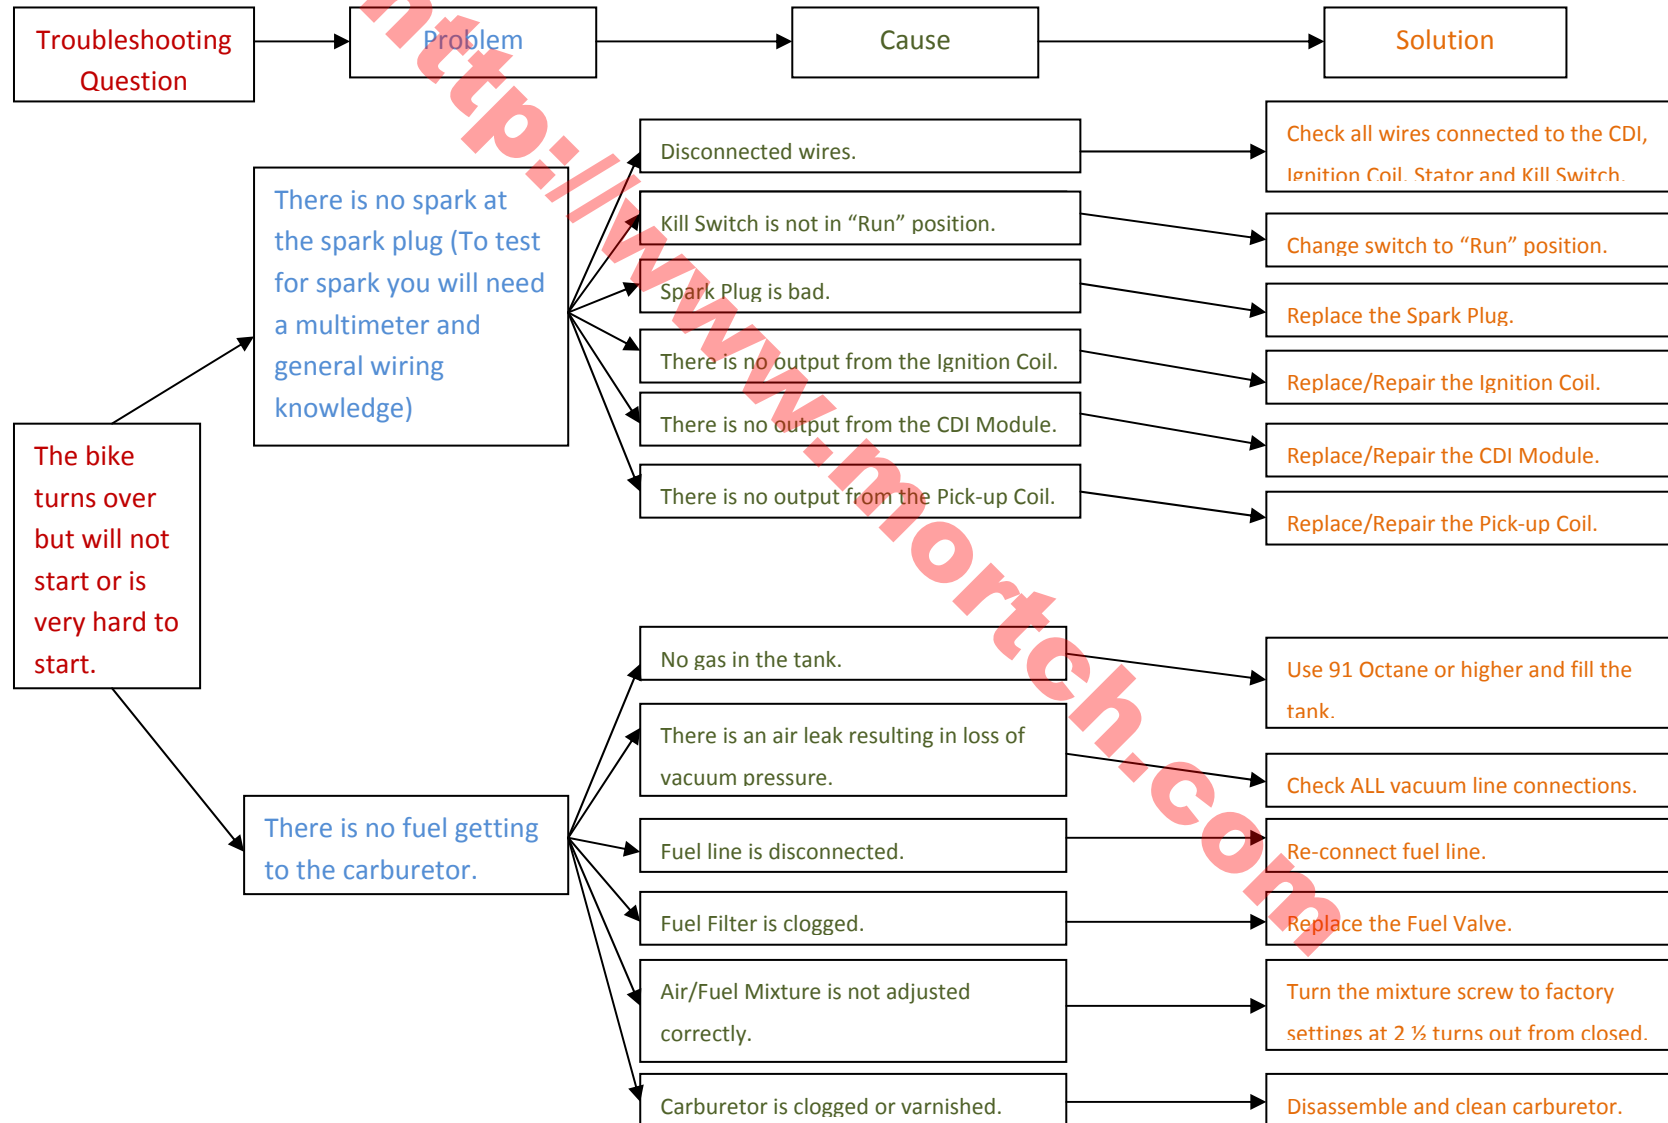 Troubleshooting
Question
Problem
Cause
Solution
The bike
turns over
but will not
start or is
very hard to
start.
There is no spark at
the spark plug (To test
for spark you will need
a multimeter and
general wiring
knowledge)
Disconnected wires.
Check all wires connected to the CDI,
Ignition Coil, Stator and Kill Switch.
Kill Switch is not in “Run” position.
Change switch to “Run” position.
Spark Plug is bad.
Replace the Spark Plug.
There is no output from the Ignition Coil.
Replace/Repair the Ignition Coil.
There is no output from the CDI Module.
Replace/Repair the CDI Module.
There is no output from the Pick-up Coil.
Replace/Repair the Pick-up Coil.
There is no fuel getting
to the carburetor.
No gas in the tank.
Use 91 Octane or higher and fill the
tank.
There is an air leak resulting in loss of
vacuum pressure.
Check ALL vacuum line connections.
Fuel line is disconnected.
Re-connect fuel line.
Fuel Filter is clogged.
Replace the Fuel Valve.
Air/Fuel Mixture is not adjusted
correctly.
Turn the mixture screw to factory
settings at 2 ½ turns out from closed.
Carburetor is clogged or varnished.
Disassemble and clean carburetor.
http://www.mortch.com